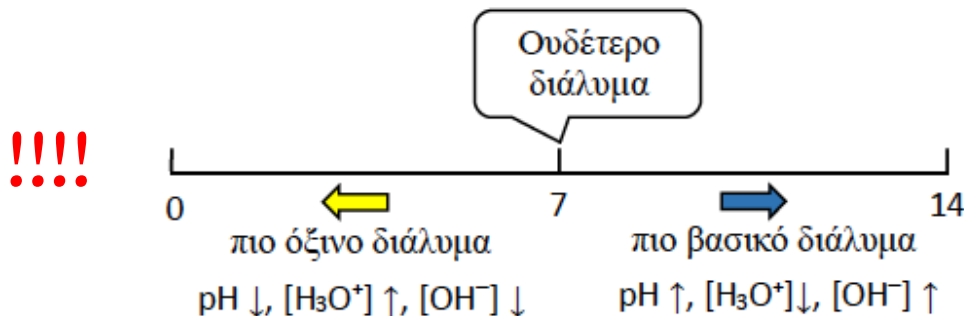 Ουδέτερο
διάλυμα
!!!!
0 7 14
πιο όξινο διάλυμα πιο βασικό διάλυμα
pH ↓, [H₃O⁺] ↑, [OH⁻] ↓ pH ↑, [H₃O⁺]↓, [OH⁻] ↑